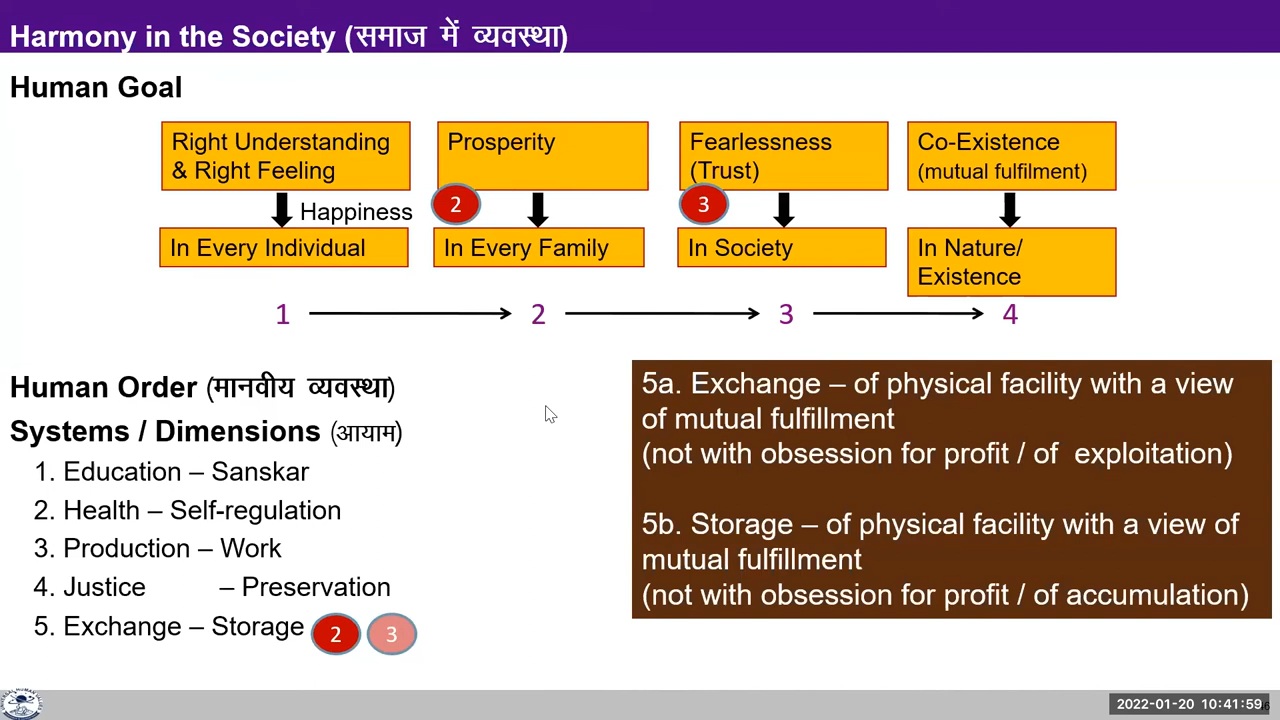 Harmony in the Society (समाज में व्यवस्था)
Human Goal
Right Understanding
& Right Feeling
Prosperity
Fearlessness
(Trust)
Co-Existence
(mutual fulfilment)
Happiness
2
3
In Every Individual
In Every Family
In Society
In Nature/
Existence
1
2
3
4
Human Order (मानवीय व्यवस्था)
Systems / Dimensions (आयाम)
1. Education – Sanskar
2. Health – Self-regulation
3. Production – Work
4. Justice – Preservation
5. Exchange – Storage
2
3
5a. Exchange – of physical facility with a view
of mutual fulfillment
(not with obsession for profit / of exploitation)
5b. Storage – of physical facility with a view of
mutual fulfillment
(not with obsession for profit / of accumulation)
2022-01-20 10:41:59